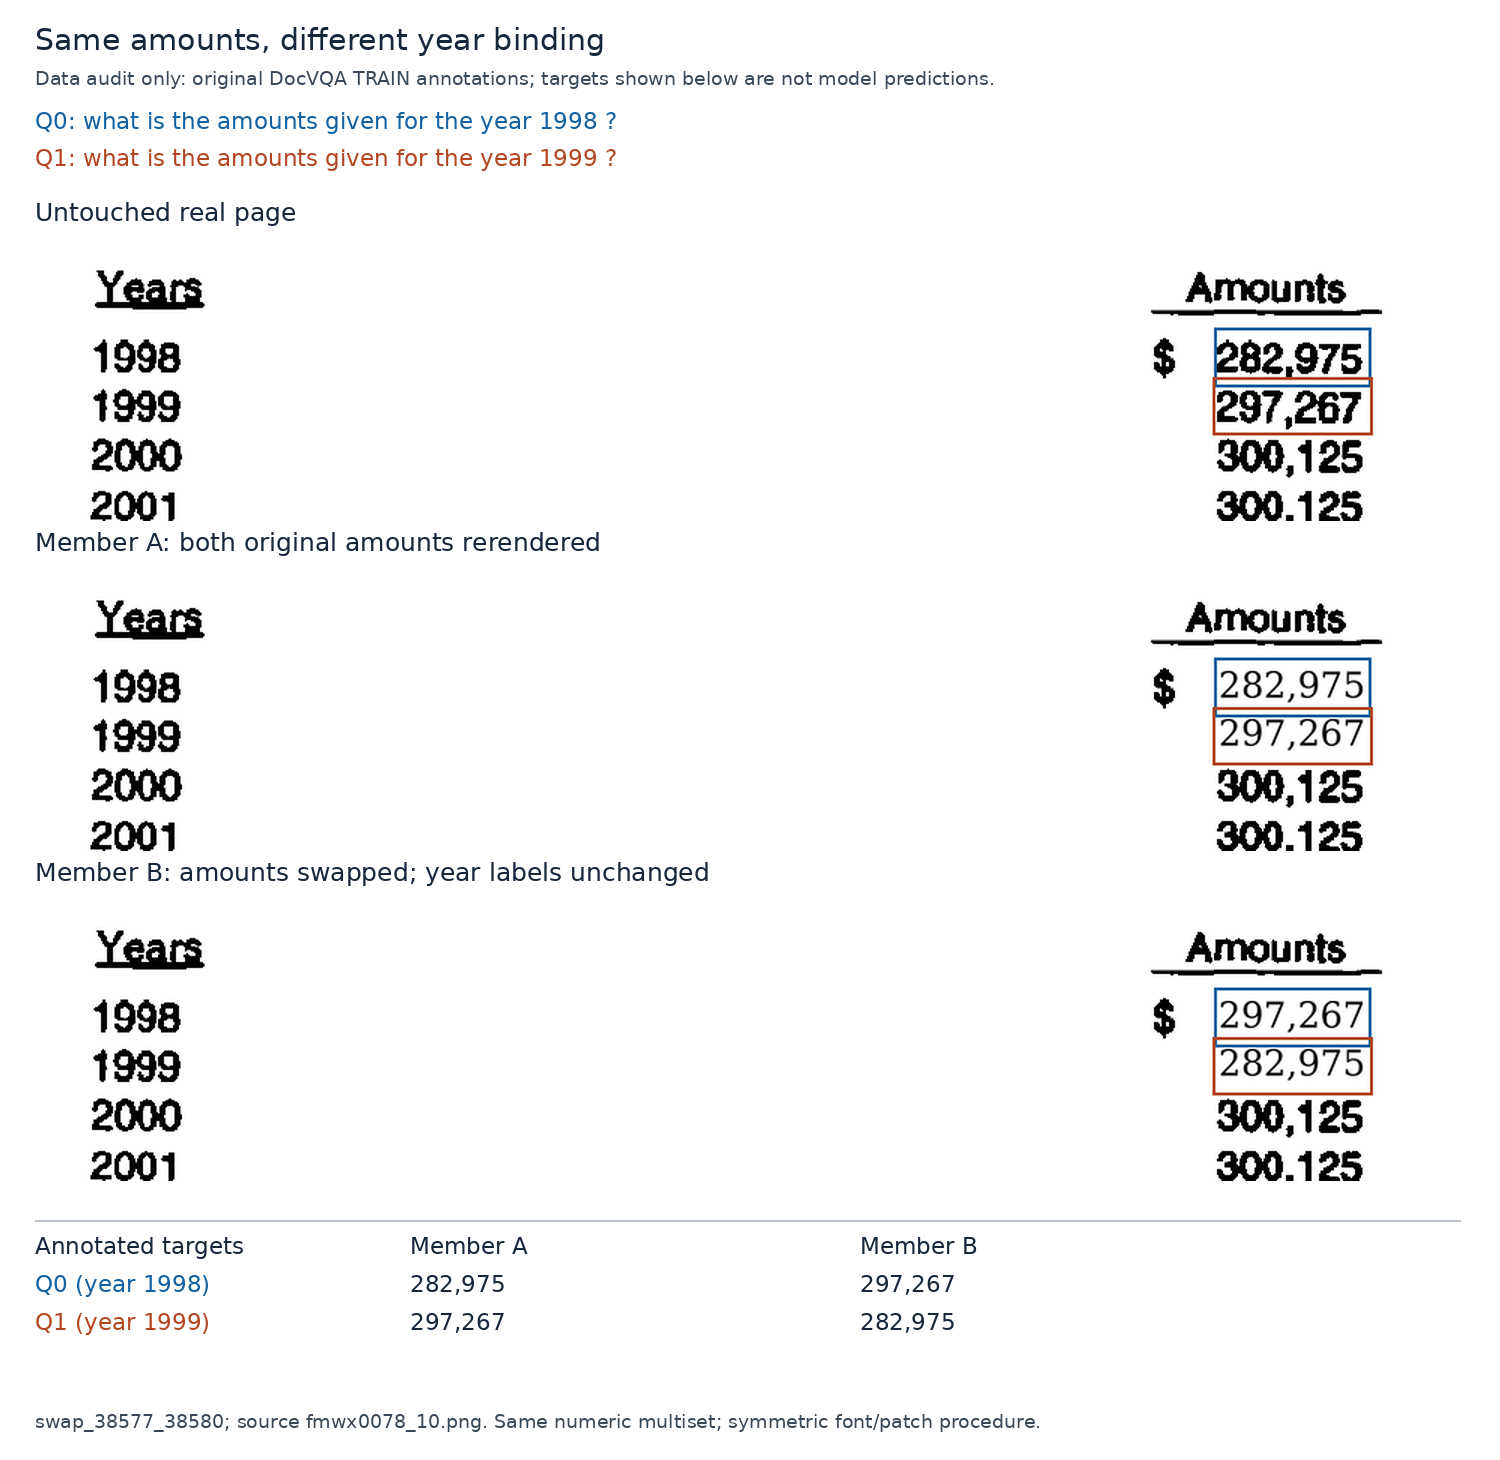 Same amounts, different year binding
Data audit only: original DocVQA TRAIN annotations; targets shown below are not model predictions.
Q0: what is the amounts given for the year 1998 ?
Q1: what is the amounts given for the year 1999 ?
Untouched real page
Years Amounts
1998 $ 282,975
1999 297,267
2000 300,125
2001 300.125
Member A: both original amounts rerendered
Years Amounts
1998 $ 282,975
1999 297,267
2000 300,125
2001 300.125
Member B: amounts swapped; year labels unchanged
Years Amounts
1998 $ 297,267
1999 282,975
2000 300,125
2001 300.125
Annotated targets Member A Member B
Q0 (year 1998) 282,975 297,267
Q1 (year 1999) 297,267 282,975
swap_38577_38580; source fmwx0078_10.png. Same numeric multiset; symmetric font/patch procedure.